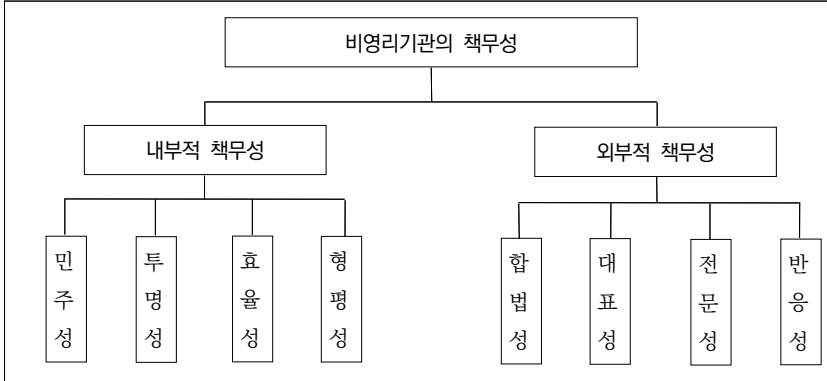 비영리기관의 책무성
내부적 책무성
외부적 책무성
민주성
투명성
효율성
형평성
합법성
대표성
전문성
반응성